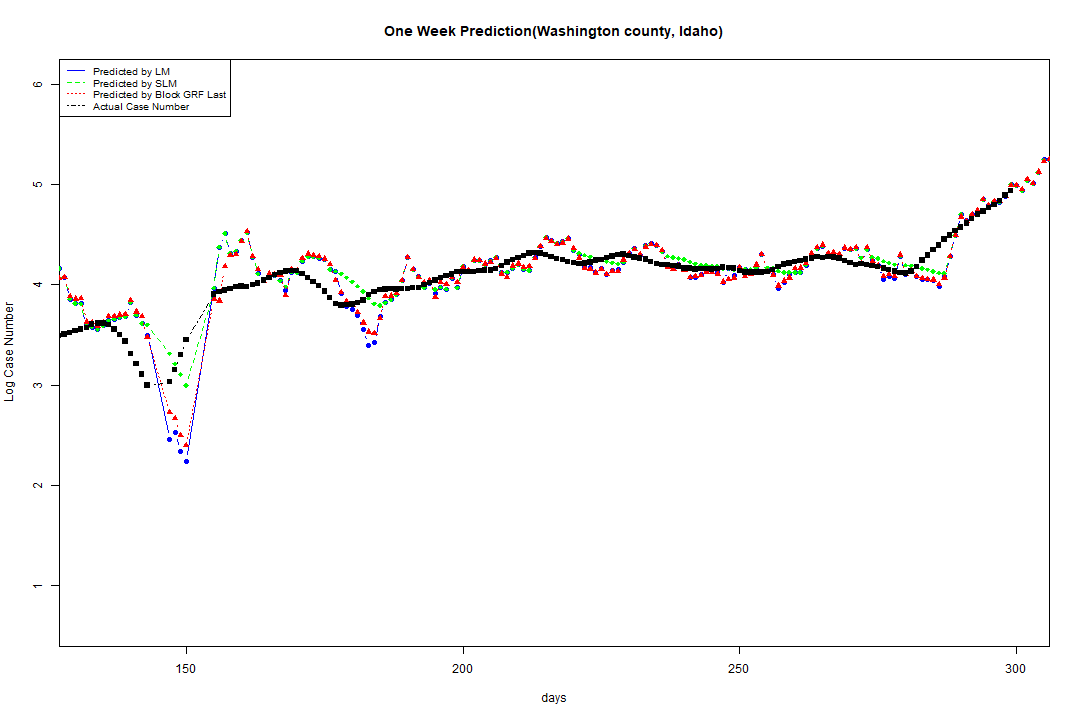 One Week Prediction(Washington county, Idaho)
Predicted by LM
Predicted by SLM
Predicted by Block GRF Last
Actual Case Number
6
5
4
3
2
1
Log Case Number
150 200 250 300
days